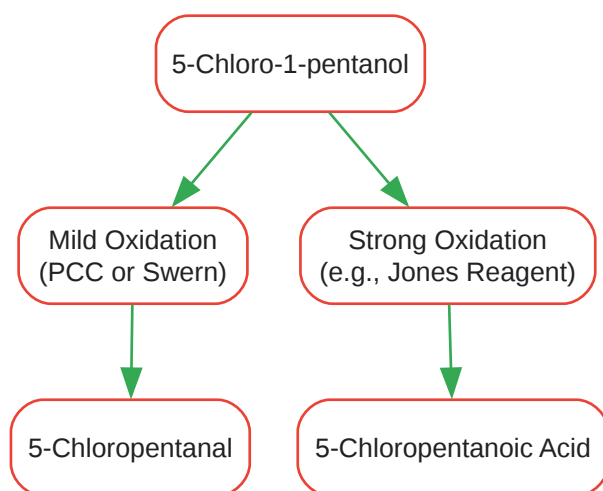 5-Chloro-1-pentanol
Mild Oxidation
(PCC or Swern)
Strong Oxidation
(e.g., Jones Reagent)
5-Chloropentanal
5-Chloropentanoic Acid